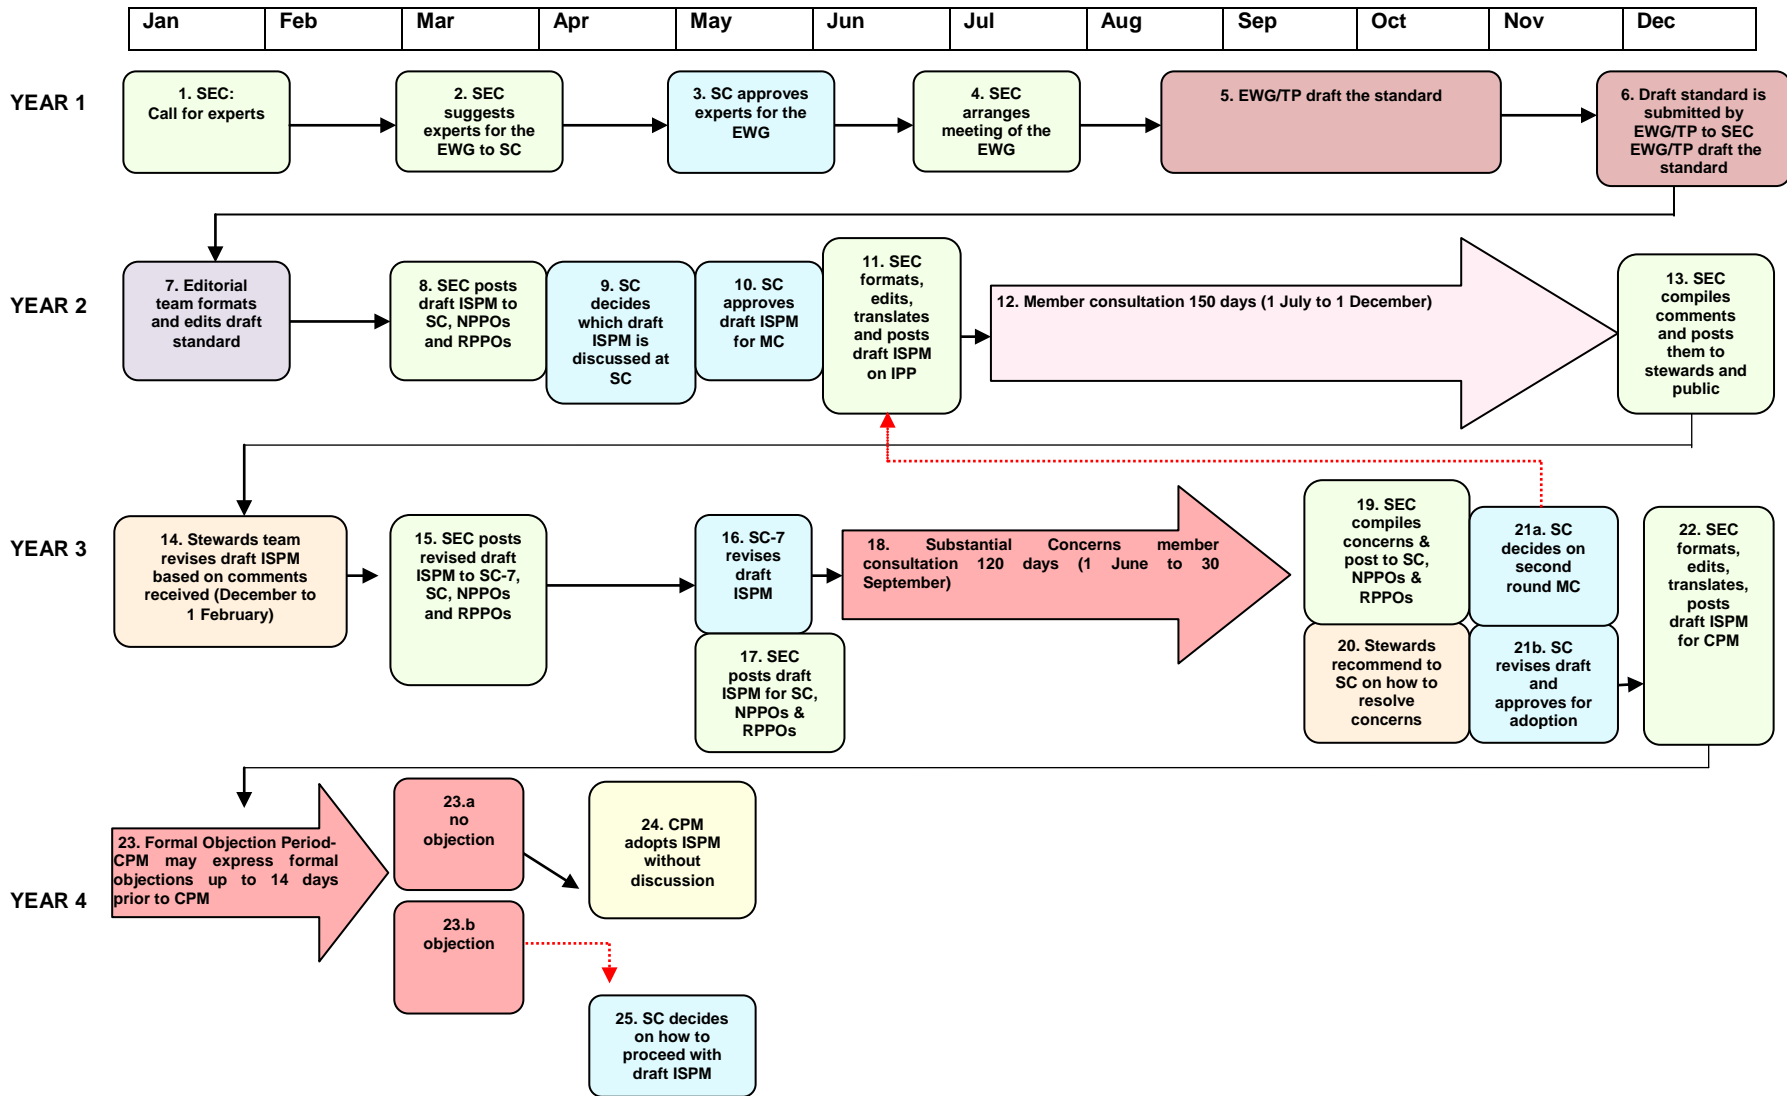 Jan Feb Mar Apr May Jun Jul Aug Sep Oct Nov Dec
YEAR 1
1. SEC:
Call for experts
2. SEC
suggests
experts for the
EWG to SC
3. SC approves
experts for the
EWG
4. SEC
arranges
meeting of the
EWG
5. EWG/TP draft the standard
6. Draft standard is
submitted by
EWG/TP to SEC
EWG/TP draft the
standard
YEAR 2
7. Editorial
team formats
and edits draft
standard
8. SEC posts
draft ISPM to
SC, NPPOs
and RPPOs
9. SC
decides
which draft
ISPM is
discussed at
SC
10. SC
approves
draft ISPM
for MC
11. SEC
formats,
edits,
translates
and posts
draft ISPM
on IPP
12. Member consultation 150 days (1 July to 1 December)
13. SEC
compiles
comments
and posts
them to
stewards and
public
YEAR 3
14. Stewards team
revises draft ISPM
based on comments
received (December to
1 February)
15. SEC posts
revised draft
ISPM to SC-7,
SC, NPPOs
and RPPOs
16. SC-7
revises
draft
ISPM
17. SEC
posts draft
ISPM for SC,
NPPOs &
RPPOs
18. Substantial Concerns member
consultation 120 days (1 June to 30
September)
19. SEC
compiles
concerns &
post to SC,
NPPOs &
RPPOs
20. Stewards
recommend to
SC on how to
resolve
concerns
21a. SC
decides on
second
round MC
21b. SC
revises draft
and
approves for
adoption
22. SEC
formats,
edits,
translates,
posts
draft ISPM
for CPM
YEAR 4
23. Formal Objection Period-
CPM may express formal
objections up to 14 days
prior to CPM
23.a
no
objection
23.b
objection
24. CPM
adopts ISPM
without
discussion
25. SC decides
on how to
proceed with
draft ISPM